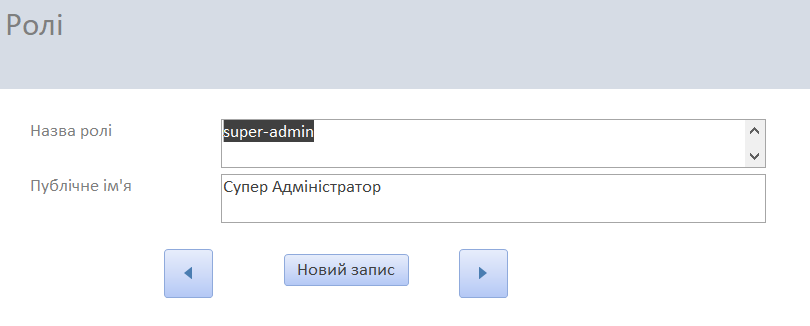 Ролі
Назва ролі
super-admin
Публічне ім'я
Супер Адміністратор
Новий запис